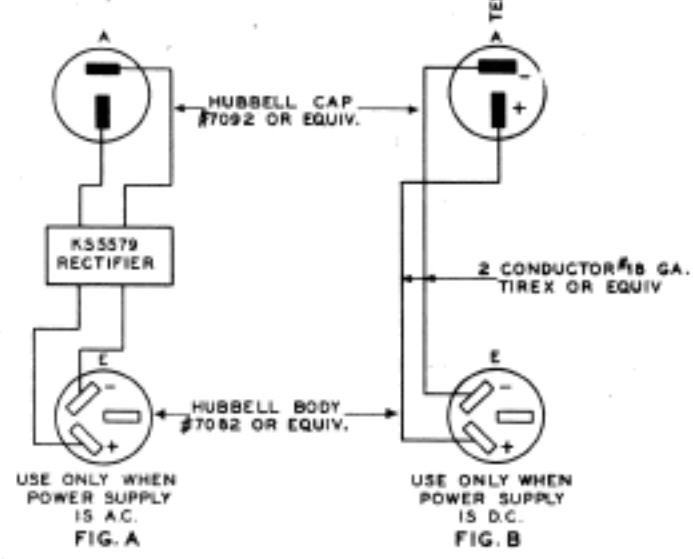 TE
A
A
-
+
HUBBELL CAP
#7092 OR EQUIV.
KS5579
RECTIFIER
2 CONDUCTOR #18 GA.
TIREX OR EQUIV
E
E
-
+
-
+
HUBBELL BODY
#7082 OR EQUIV.
USE ONLY WHEN
POWER SUPPLY
IS A.C.
FIG. A
USE ONLY WHEN
POWER SUPPLY
IS D.C.
FIG. B